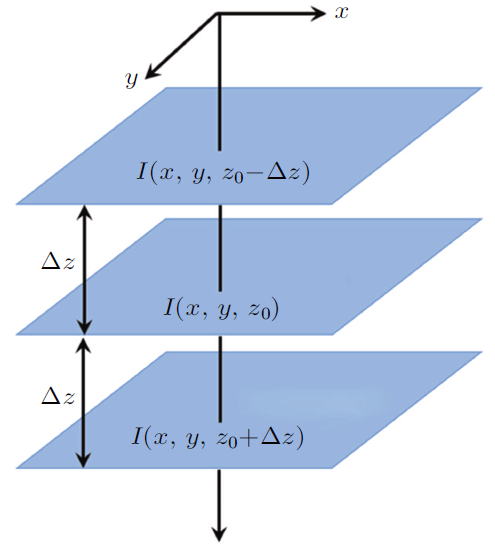 x
y
I(x, y, z₀−Δz)
Δz
I(x, y, z₀)
Δz
I(x, y, z₀+Δz)